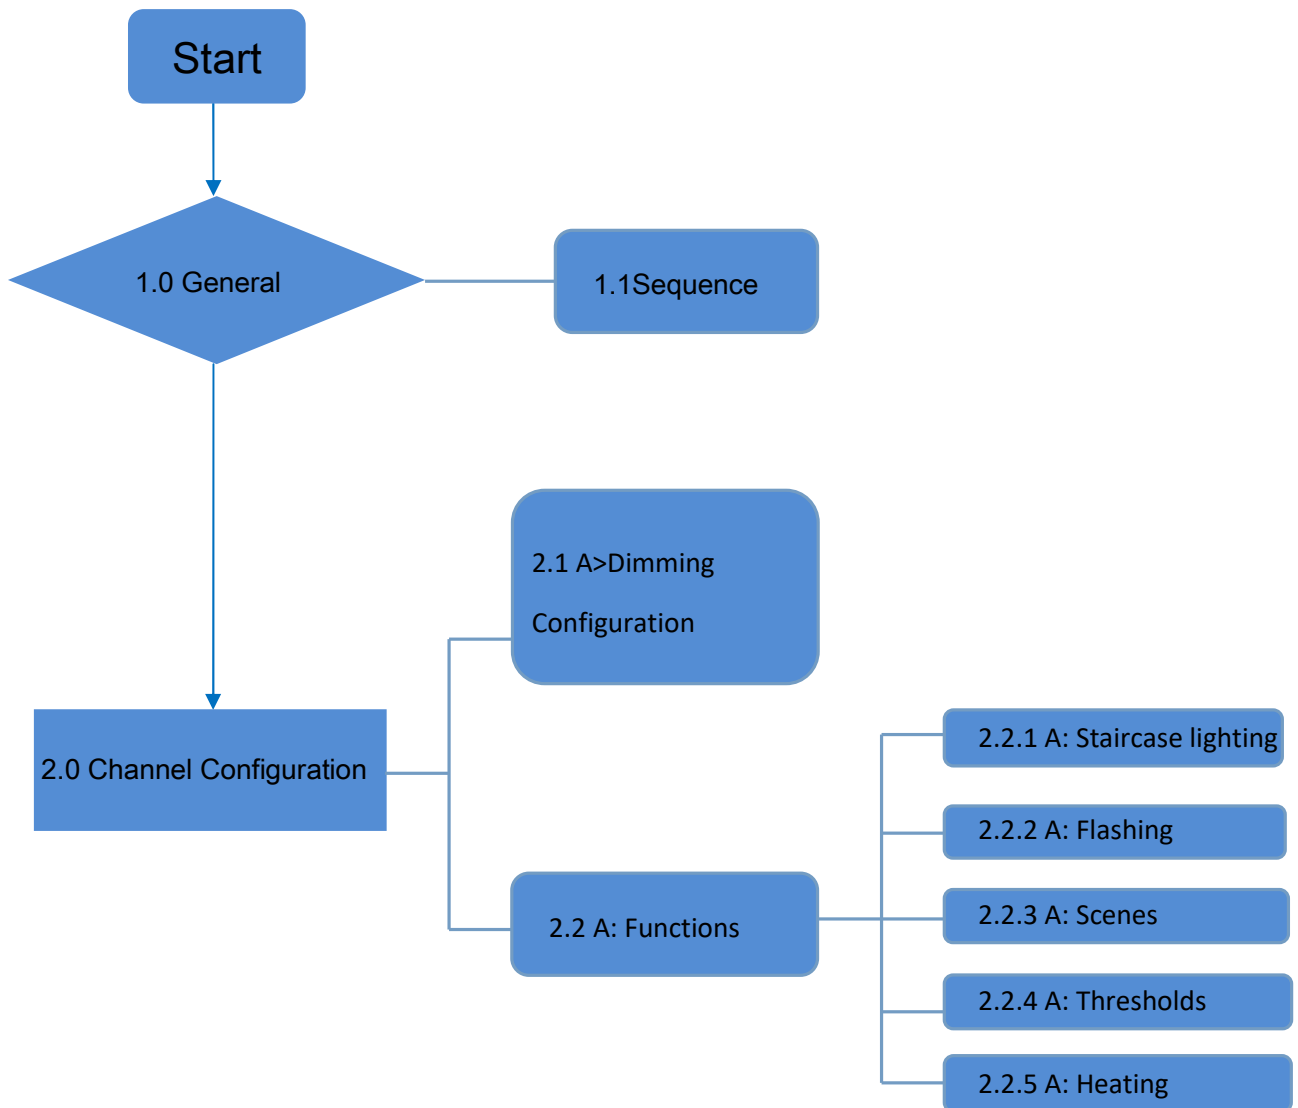 Start
1.0 General
1.1Sequence
2.1 A>Dimming
Configuration
2.0 Channel Configuration
2.2 A: Functions
2.2.1 A: Staircase lighting
2.2.2 A: Flashing
2.2.3 A: Scenes
2.2.4 A: Thresholds
2.2.5 A: Heating